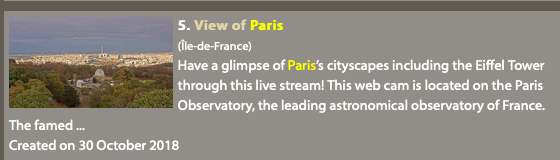 5. View of Paris
(Île-de-France)
Have a glimpse of Paris's cityscapes including the Eiffel Tower
through this live stream! This web cam is located on the Paris
Observatory, the leading astronomical observatory of France.
The famed ...
Created on 30 October 2018